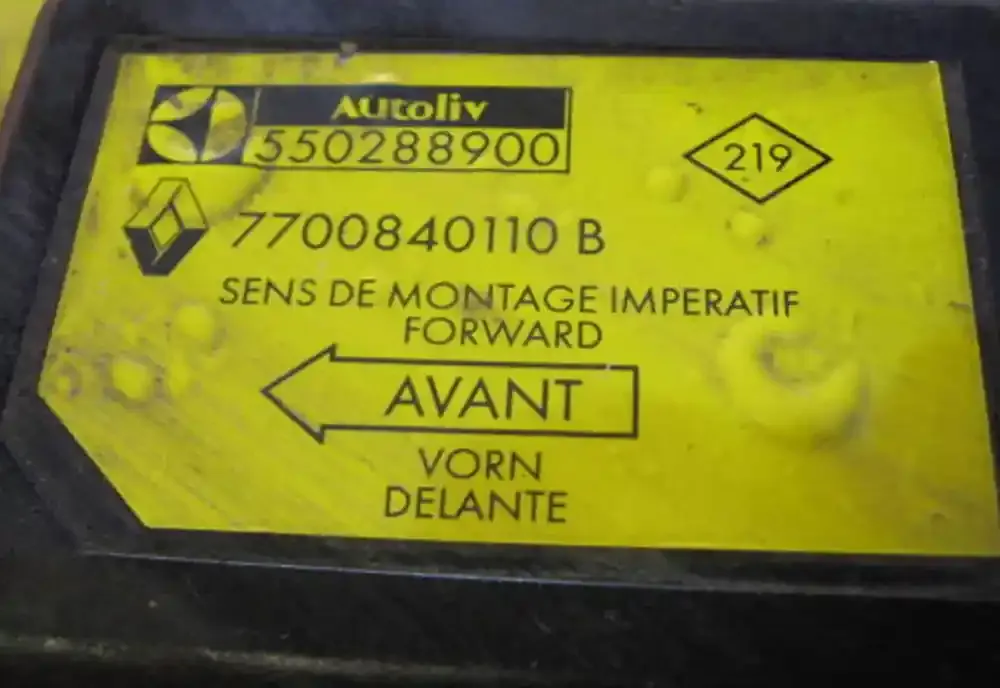 AUTOLIV
550288900
219
7700840110 B
SENS DE MONTAGE IMPERATIF
FORWARD
AVANT
VORN
DELANTE